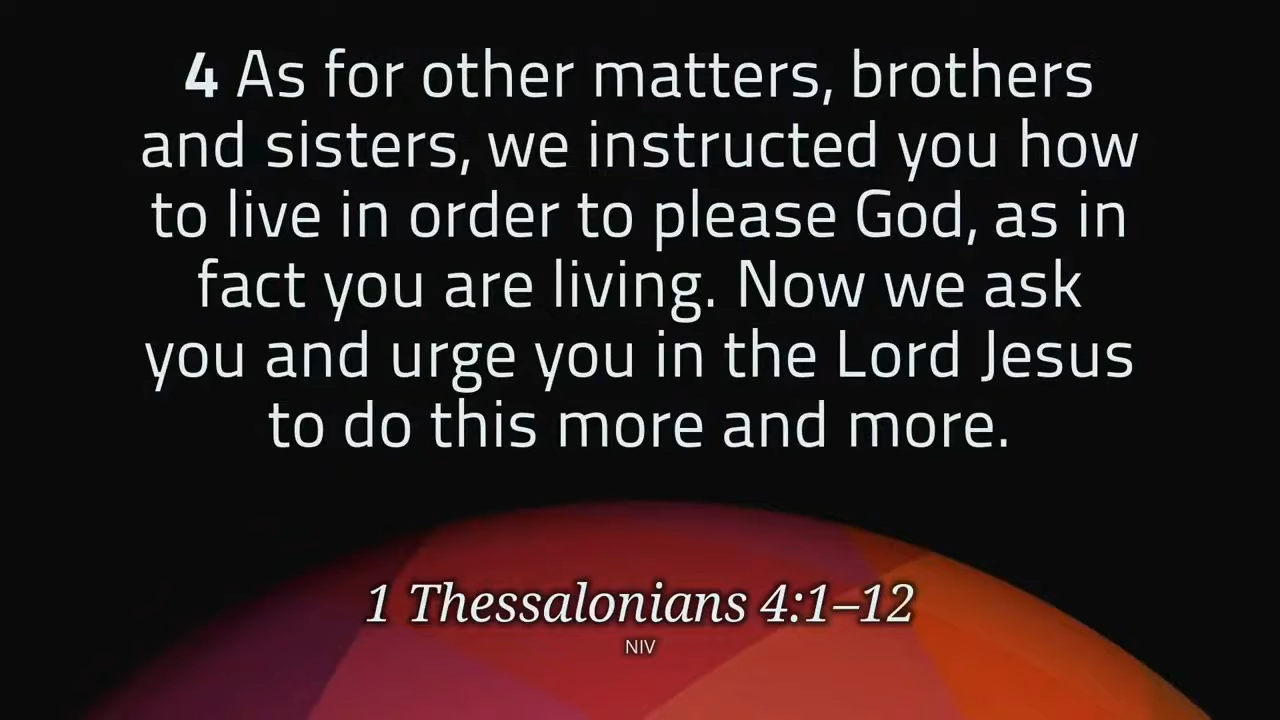 4 As for other matters, brothers
and sisters, we instructed you how
to live in order to please God, as in
fact you are living. Now we ask
you and urge you in the Lord Jesus
to do this more and more.
1 Thessalonians 4:1–12
NIV